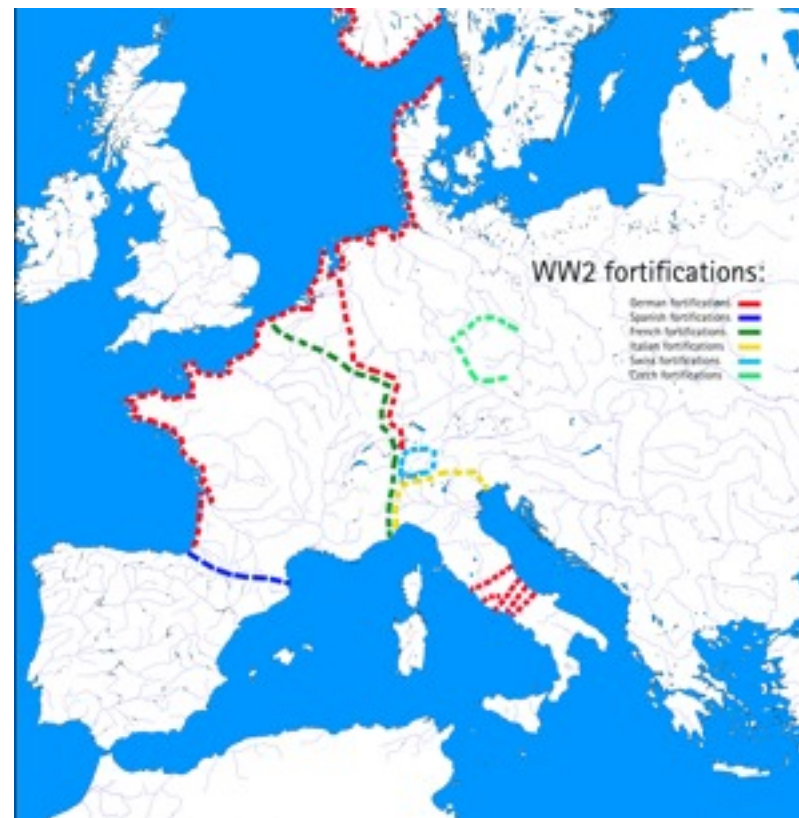 WW2 fortifications:
German fortifications
Spanish fortifications
French fortifications
Italian fortifications
Swiss fortifications
Czech fortifications